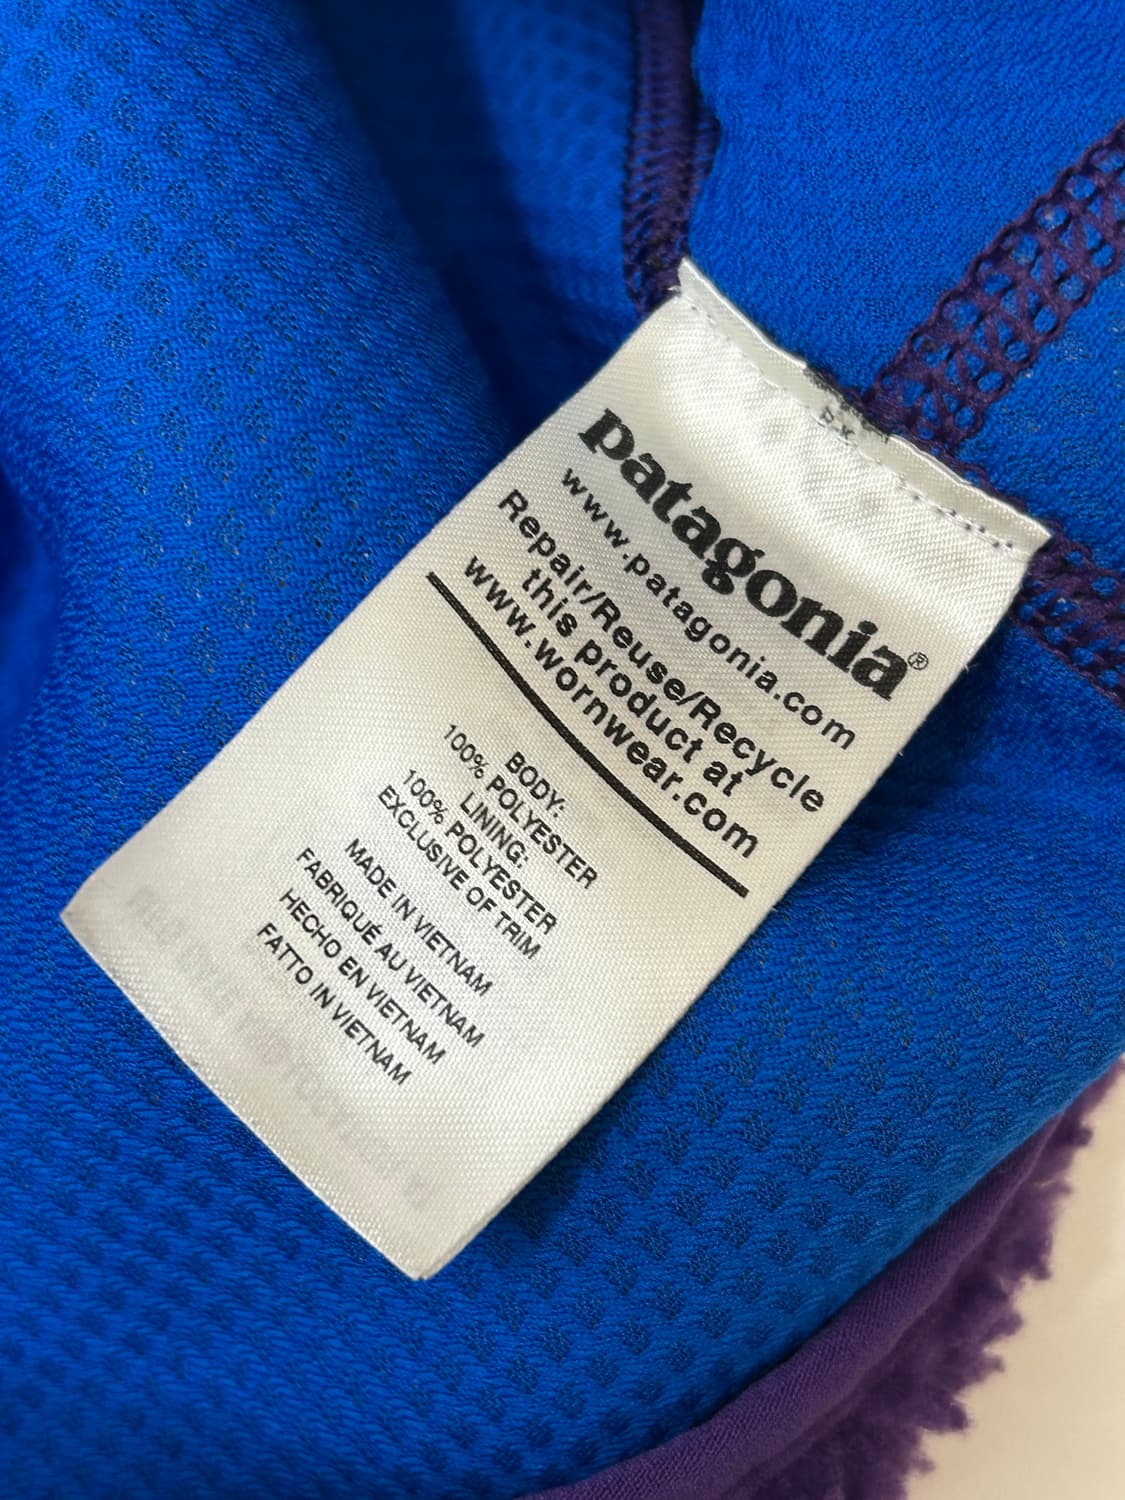 patagonia®
www.patagonia.com
Repair/Reuse/Recycle
this product at
www.wornwear.com
BODY:
100% POLYESTER
LINING:
100% POLYESTER
EXCLUSIVE OF TRIM
MADE IN VIETNAM
FABRIQUÉ AU VIETNAM
HECHO EN VIETNAM
FATTO IN VIETNAM